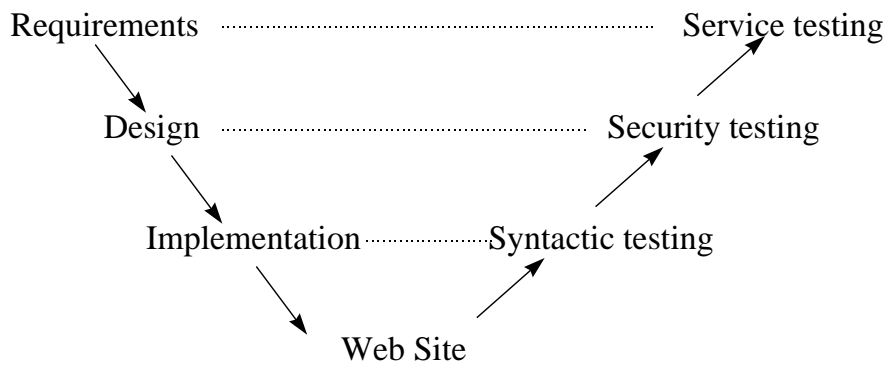 Requirements Service testing
Design Security testing
Implementation Syntactic testing
Web Site